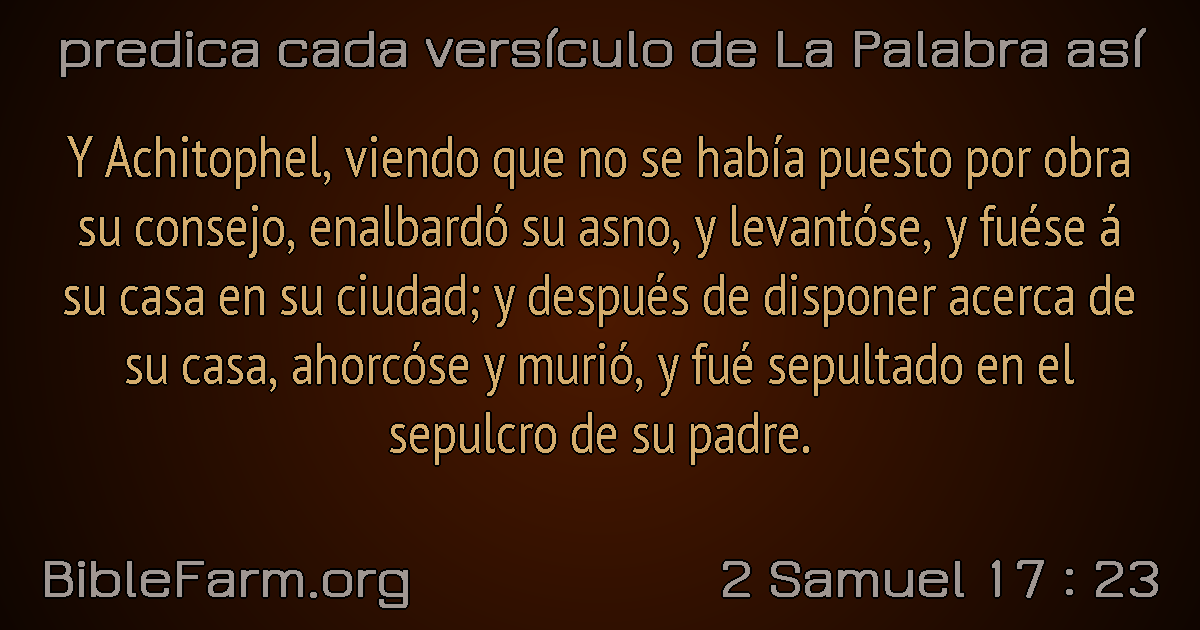 predica cada versículo de La Palabra así
Y Achitophel, viendo que no se había puesto por obra
su consejo, enalbardó su asno, y levantóse, y fuése á
su casa en su ciudad; y después de disponer acerca de
su casa, ahorcóse y murió, y fué sepultado en el
sepulcro de su padre.
BibleFarm.org
2 Samuel 17 : 23